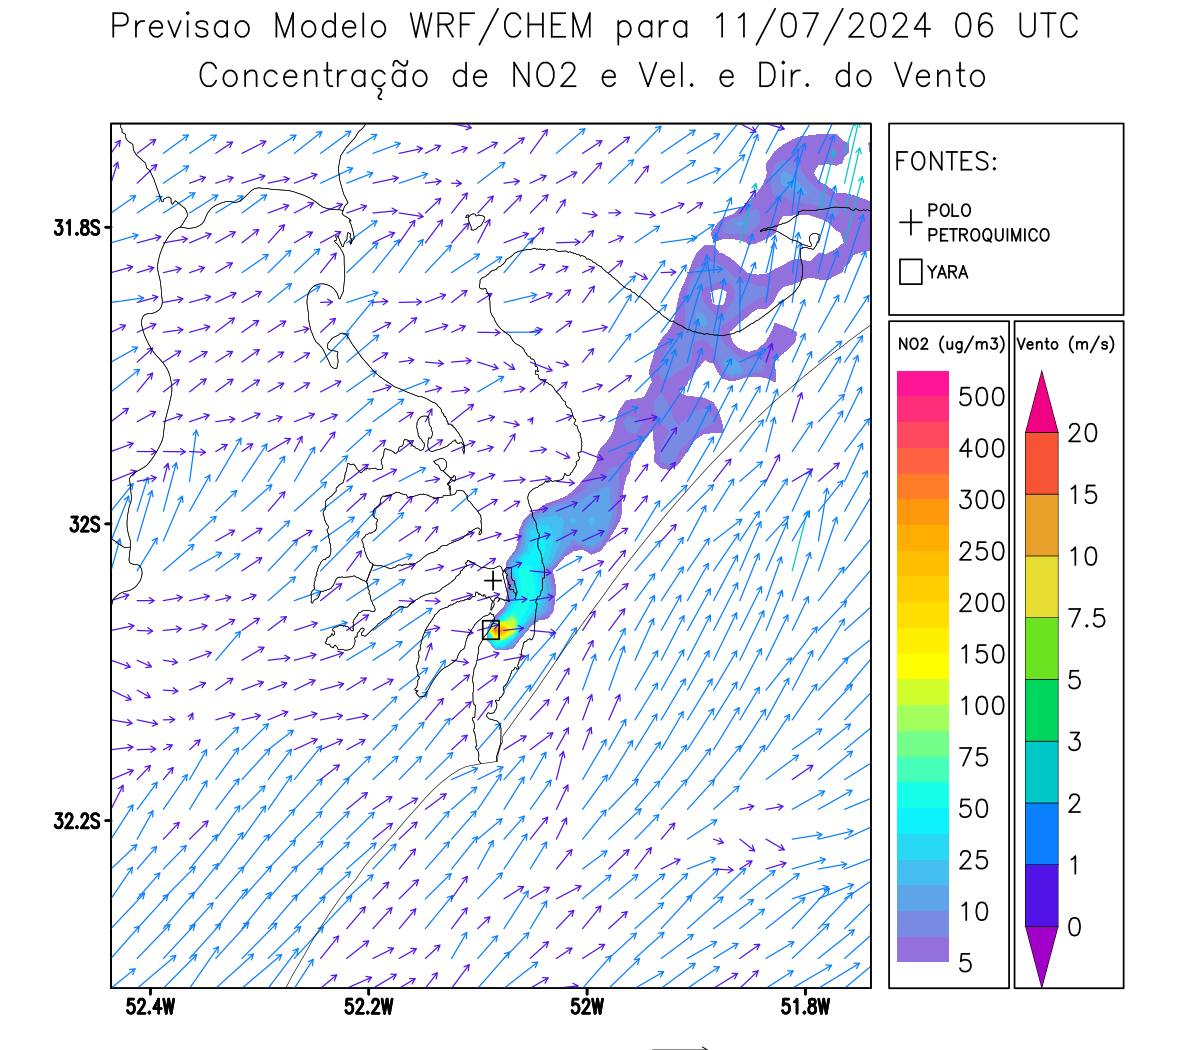 Previsao Modelo WRF/CHEM para 11/07/2024 06 UTC
Concentração de NO2 e Vel. e Dir. do Vento
FONTES:
POLO
PETROQUIMICO
YARA
NO2 (ug/m3)
500
400
300
250
200
150
100
75
50
25
10
5
Vento (m/s)
20
15
10
7.5
5
3
2
1
0
31.8S
32S
32.2S
52.4W
52.2W
52W
51.8W